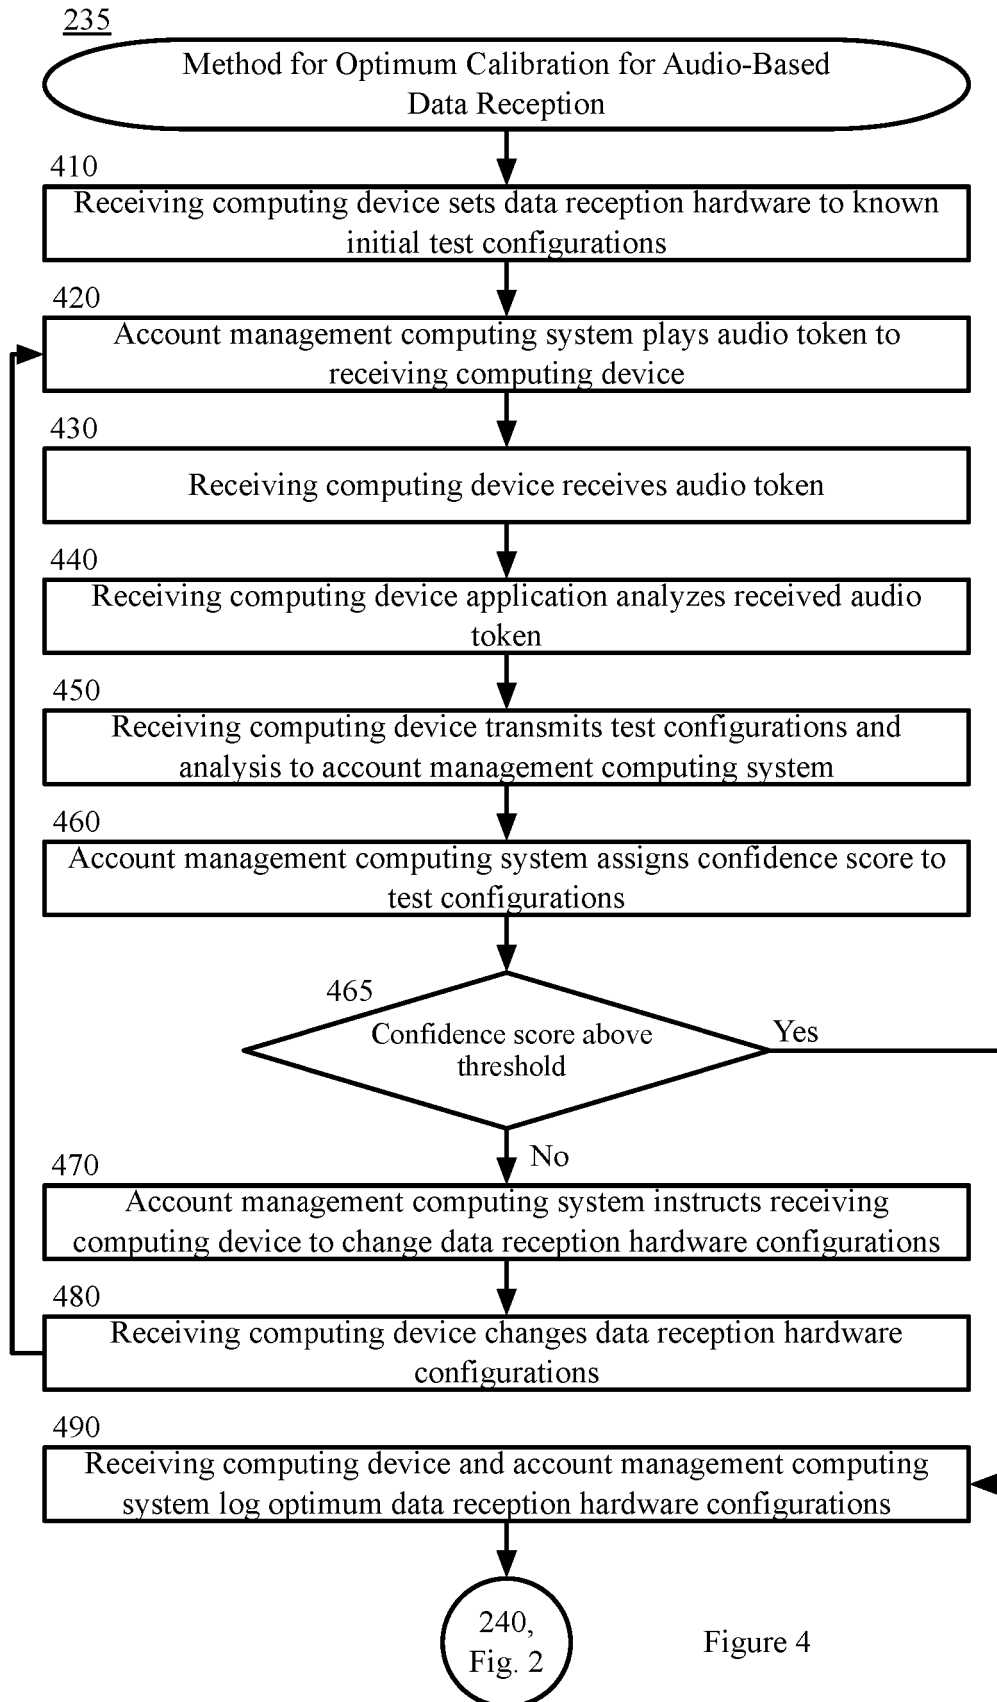 235
Method for Optimum Calibration for Audio-Based
Data Reception
410
Receiving computing device sets data reception hardware to known
initial test configurations
420
Account management computing system plays audio token to
receiving computing device
430
Receiving computing device receives audio token
440
Receiving computing device application analyzes received audio
token
450
Receiving computing device transmits test configurations and
analysis to account management computing system
460
Account management computing system assigns confidence score to
test configurations
465
Confidence score above
threshold
Yes
No
470
Account management computing system instructs receiving
computing device to change data reception hardware configurations
480
Receiving computing device changes data reception hardware
configurations
490
Receiving computing device and account management computing
system log optimum data reception hardware configurations
240,
Fig. 2
Figure 4